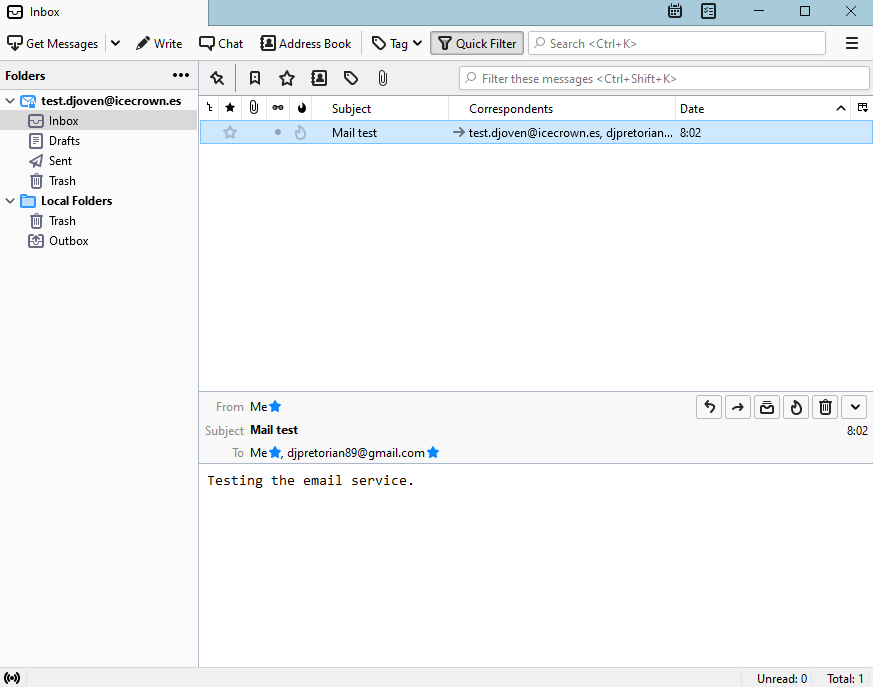 Inbox
Get Messages Write Chat Address Book Tag Quick Filter Search <Ctrl+K>
Folders •••
Filter these messages <Ctrl+Shift+K>
test.djoven@icecrown.es
Inbox
Drafts
Sent
Trash
Local Folders
Trash
Outbox
Subject Correspondents Date
Mail test test.djoven@icecrown.es, djpretorian... 8:02
From Me
Subject Mail test 8:02
To Me, djpretorian89@gmail.com
Testing the email service.
Unread: 0 Total: 1